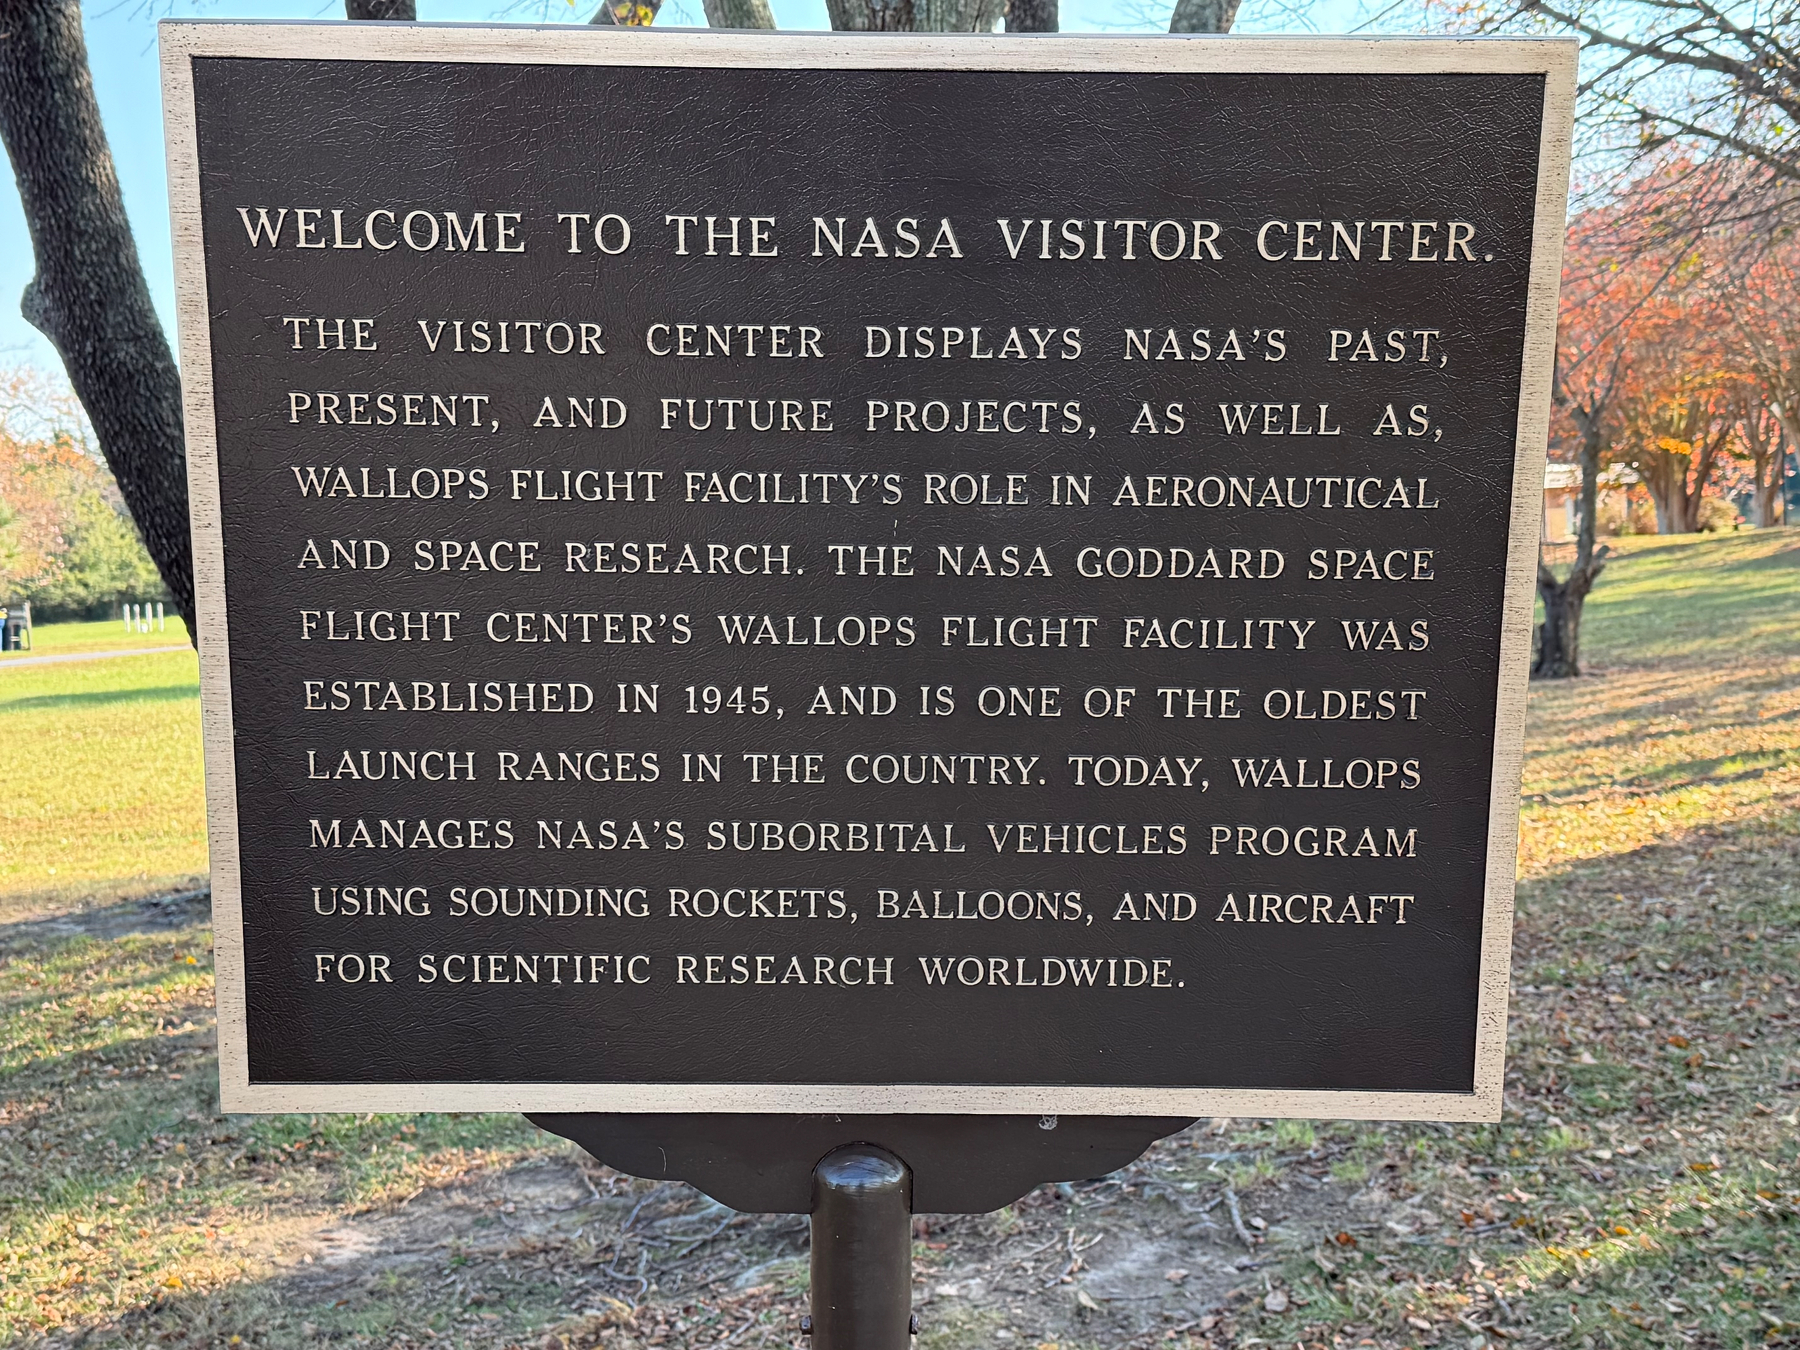 WELCOME TO THE NASA VISITOR CENTER.
THE VISITOR CENTER DISPLAYS NASA'S PAST,
PRESENT, AND FUTURE PROJECTS, AS WELL AS,
WALLOPS FLIGHT FACILITY'S ROLE IN AERONAUTICAL
AND SPACE RESEARCH. THE NASA GODDARD SPACE
FLIGHT CENTER'S WALLOPS FLIGHT FACILITY WAS
ESTABLISHED IN 1945, AND IS ONE OF THE OLDEST
LAUNCH RANGES IN THE COUNTRY. TODAY, WALLOPS
MANAGES NASA'S SUBORBITAL VEHICLES PROGRAM
USING SOUNDING ROCKETS, BALLOONS, AND AIRCRAFT
FOR SCIENTIFIC RESEARCH WORLDWIDE.